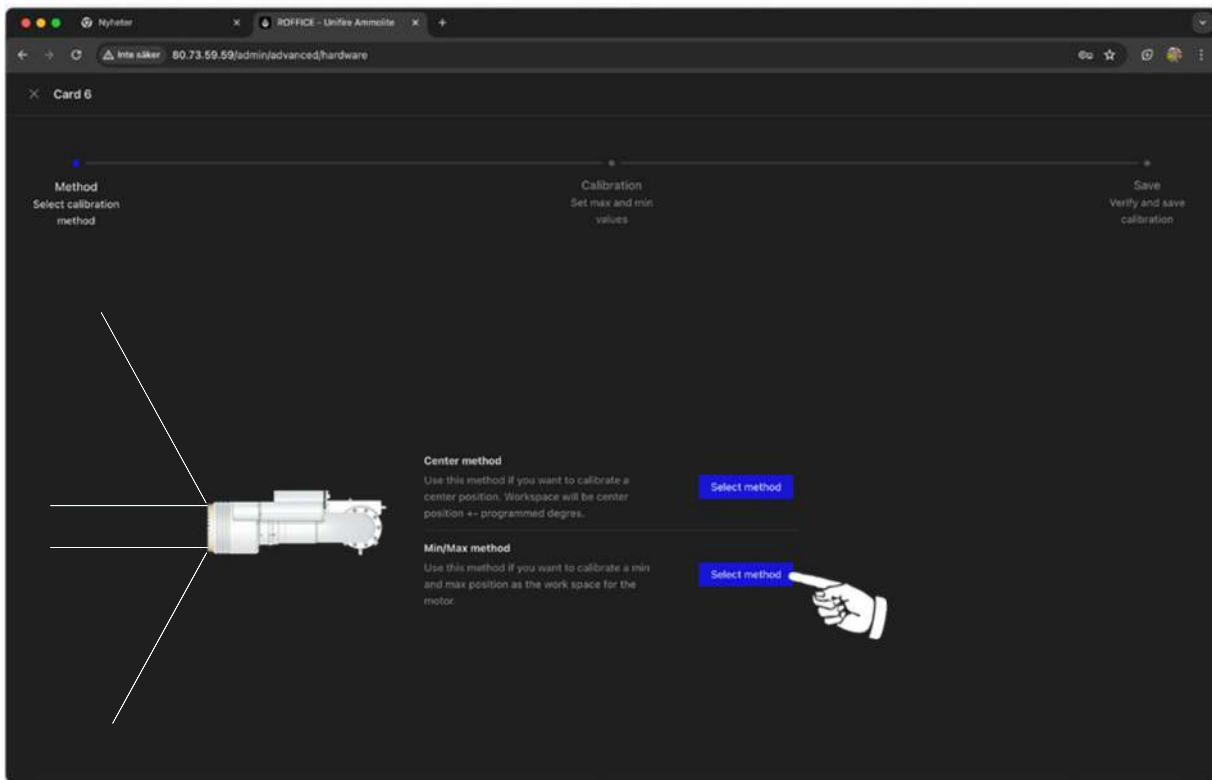 Nyheter
ROFFICE - Unifire Ammolite
Inte säker
80.73.59.59/admin/advanced/hardware
Card 6
Method
Select calibration
method
Calibration
Set max and min
values
Save
Verify and save
calibration
Center method
Use this method if you want to calibrate a
center position. Workspace will be center
position +- programmed degres.
Select method
Min/Max method
Use this method if you want to calibrate a min
and max position as the work space for the
motor.
Select method